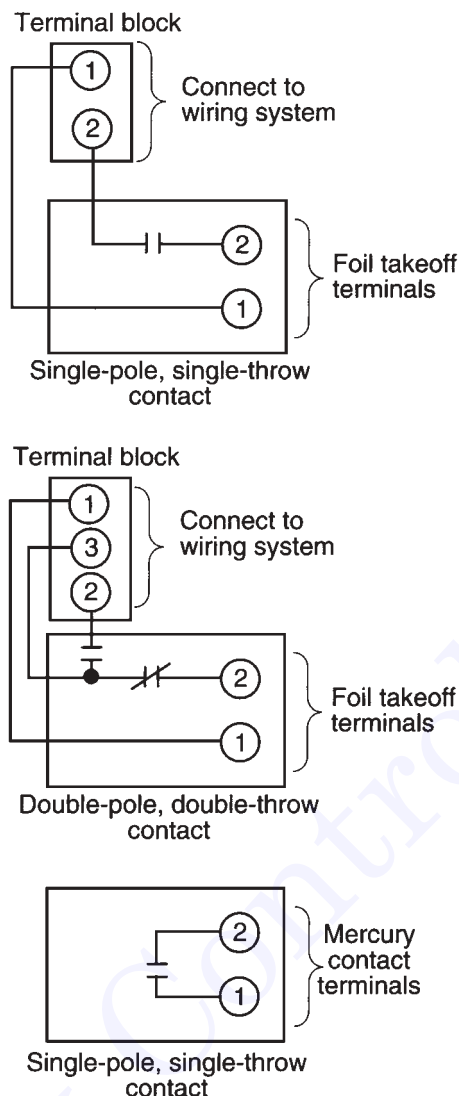 Terminal block
1
Connect to
wiring system
2
2
Foil takeoff
terminals
1
Single-pole, single-throw
contact
Terminal block
1
Connect to
wiring system
3
2
2
Foil takeoff
terminals
1
Double-pole, double-throw
contact
2
Mercury
contact
terminals
1
Single-pole, single-throw
contact
Contro